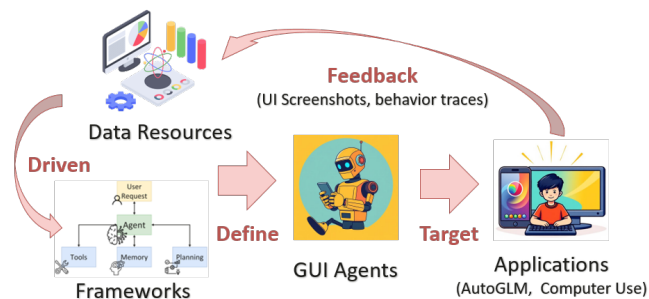 Feedback
(UI Screenshots, behavior traces)
Data Resources
Driven
User
Request
Agent
Tools
Memory
Planning
Frameworks
Define
GUI Agents
Target
Applications
(AutoGLM, Computer Use)